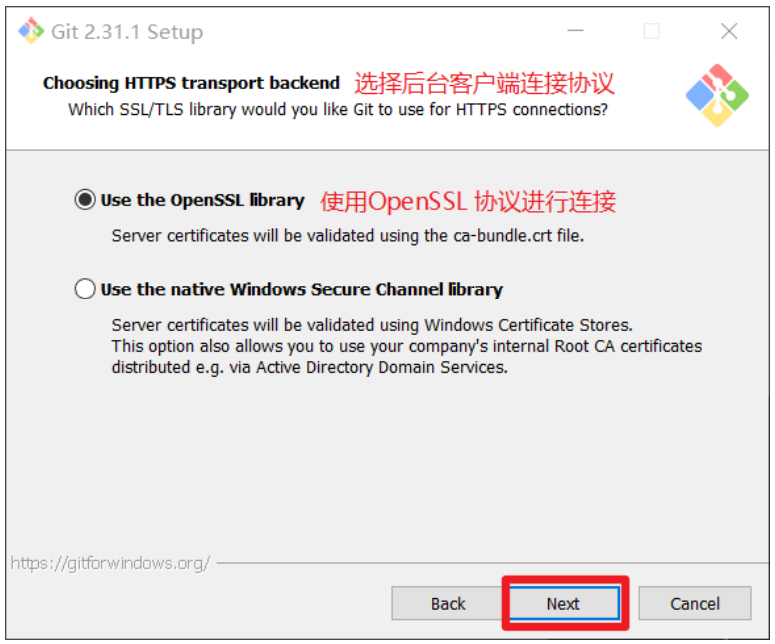 Git 2.31.1 Setup
Choosing HTTPS transport backend 选择后台客户端连接协议
Which SSL/TLS library would you like Git to use for HTTPS connections?
Use the OpenSSL library 使用OpenSSL 协议进行连接
Server certificates will be validated using the ca-bundle.crt file.
Use the native Windows Secure Channel library
Server certificates will be validated using Windows Certificate Stores.
This option also allows you to use your company's internal Root CA certificates
distributed e.g. via Active Directory Domain Services.
https://gitforwindows.org/
Back Next Cancel